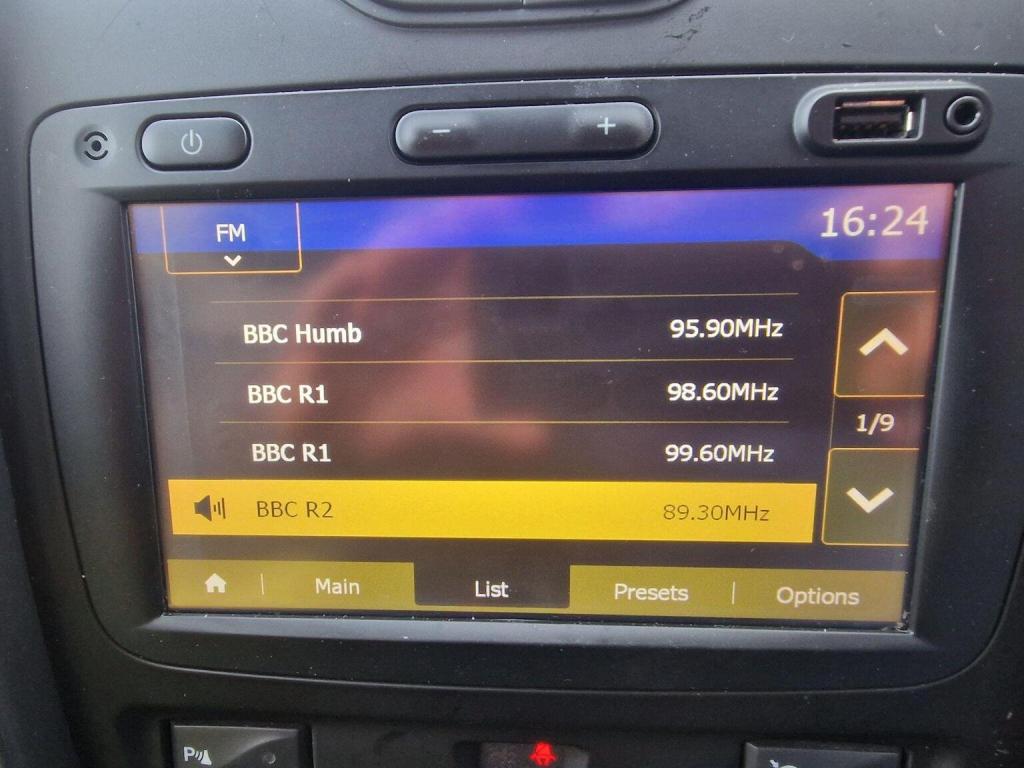 - +
FM
16:24
BBC Humb 95.90MHz
BBC R1 98.60MHz
1/9
BBC R1 99.60MHz
BBC R2 89.30MHz
Main List Presets Options
P